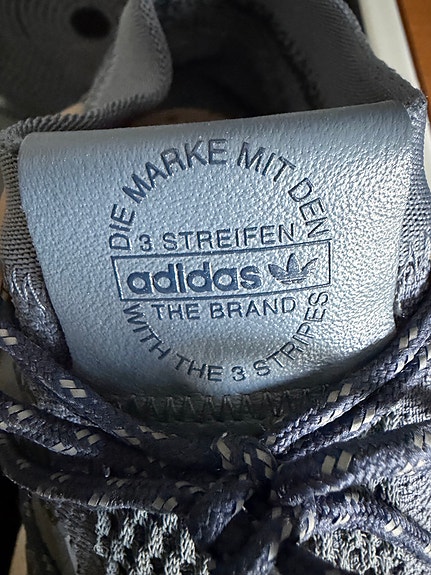 DIE MARKE MIT DEN
3 STREIFEN
adidas
THE BRAND
WITH THE 3 STRIPES